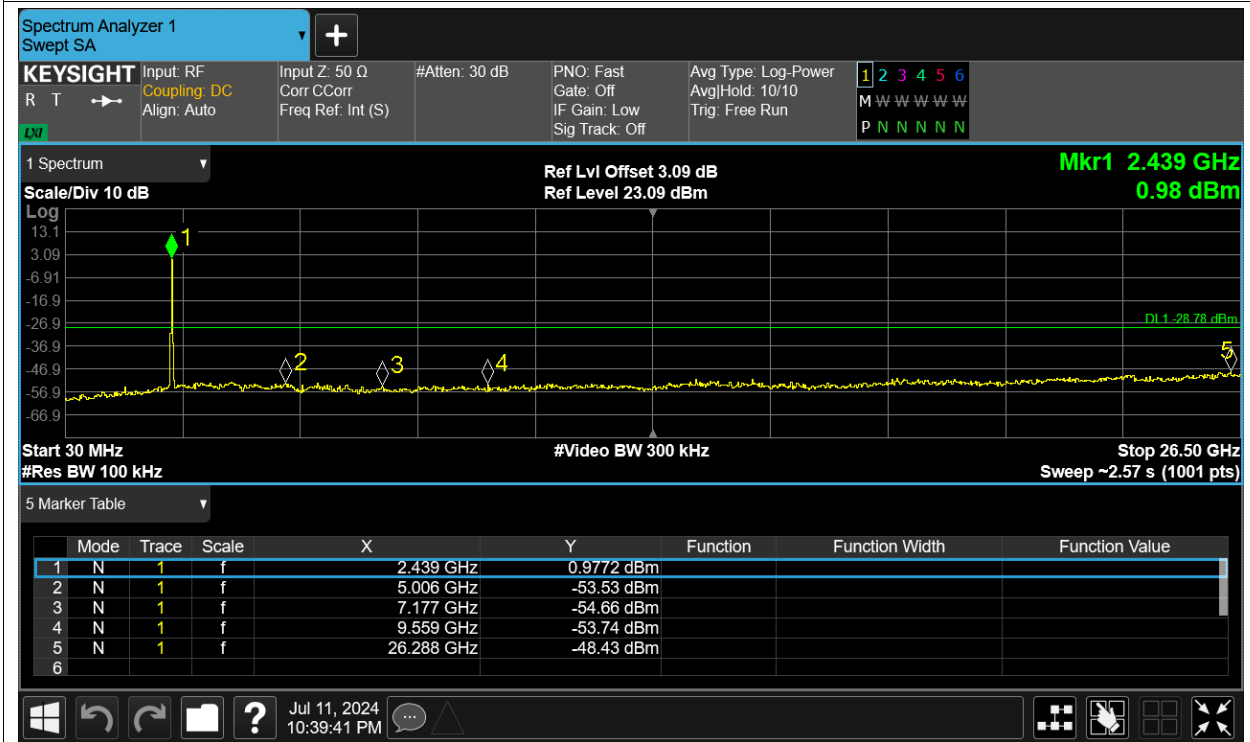 Spectrum Analyzer 1
Swept SA
+
KEYSIGHT
R T
LXI
Input: RF
Coupling: DC
Align: Auto
Input Z: 50 Ω
Corr CCorr
Freq Ref: Int (S)
#Atten: 30 dB
PNO: Fast
Gate: Off
IF Gain: Low
Sig Track: Off
Avg Type: Log-Power
Avg|Hold: 10/10
Trig: Free Run
1 2 3 4 5 6
M W W W W W
P N N N N N
1 Spectrum
Scale/Div 10 dB
Ref Lvl Offset 3.09 dB
Ref Level 23.09 dBm
Mkr1 2.439 GHz
0.98 dBm
Log
13.1
3.09
-6.91
-16.9
-26.9
-36.9
-46.9
-56.9
-66.9
1
2
3
4
5
DL1 -28.78 dBm
Start 30 MHz
#Res BW 100 kHz
#Video BW 300 kHz
Stop 26.50 GHz
Sweep ~2.57 s (1001 pts)
5 Marker Table
Mode Trace Scale X Y Function Function Width Function Value
1 N 1 f 2.439 GHz 0.9772 dBm
2 N 1 f 5.006 GHz -53.53 dBm
3 N 1 f 7.177 GHz -54.66 dBm
4 N 1 f 9.559 GHz -53.74 dBm
5 N 1 f 26.288 GHz -48.43 dBm
6
?
Jul 11, 2024
10:39:41 PM